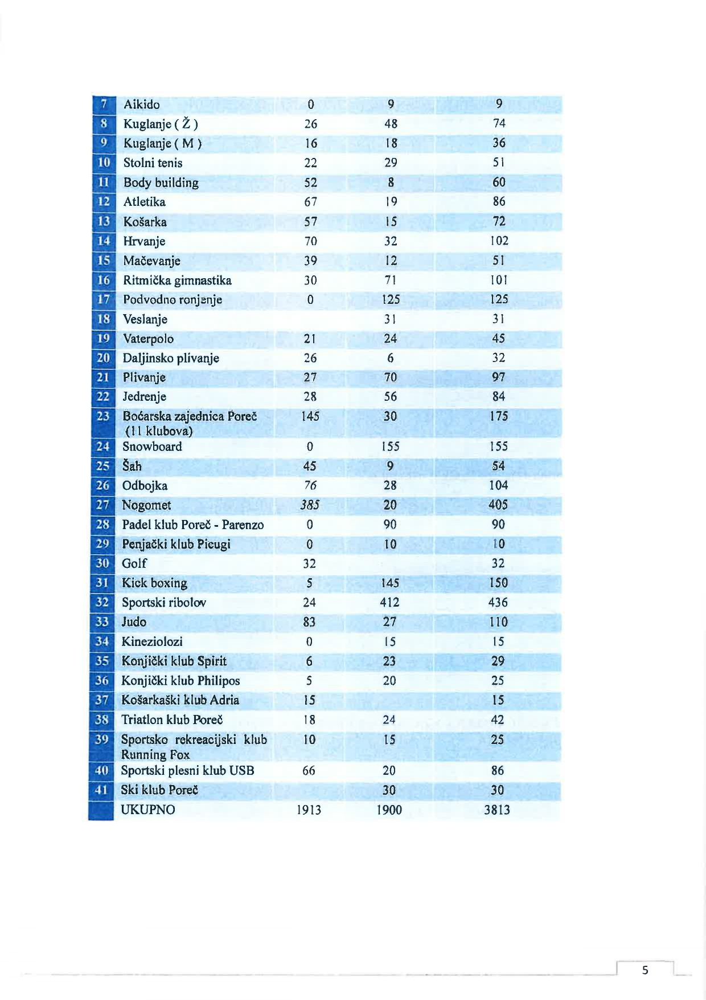 7 Aikido 0 9 9
8 Kuglanje ( Ž ) 26 48 74
9 Kuglanje ( M ) 16 18 36
10 Stolni tenis 22 29 51
11 Body building 52 8 60
12 Atletika 67 19 86
13 Košarka 57 15 72
14 Hrvanje 70 32 102
15 Mačevanje 39 12 51
16 Ritmička gimnastika 30 71 101
17 Podvodno ronjenje 0 125 125
18 Veslanje 31 31
19 Vaterpolo 21 24 45
20 Daljinsko plivanje 26 6 32
21 Plivanje 27 70 97
22 Jedrenje 28 56 84
23 Boćarska zajednica Poreč 145 30 175
(11 klubova)
24 Snowboard 0 155 155
25 Šah 45 9 54
26 Odbojka 76 28 104
27 Nogomet 385 20 405
28 Padel klub Poreč - Parenzo 0 90 90
29 Penjački klub Picugi 0 10 10
30 Golf 32 32
31 Kick boxing 5 145 150
32 Sportski ribolov 24 412 436
33 Judo 83 27 110
34 Kineziolozi 0 15 15
35 Konjički klub Spirit 6 23 29
36 Konjički klub Philipos 5 20 25
37 Košarkaški klub Adria 15 15
38 Triatlon klub Poreč 18 24 42
39 Sportsko rekreacijski klub 10 15 25
Running Fox
40 Sportski plesni klub USB 66 20 86
41 Ski klub Poreč 30 30
UKUPNO 1913 1900 3813
5